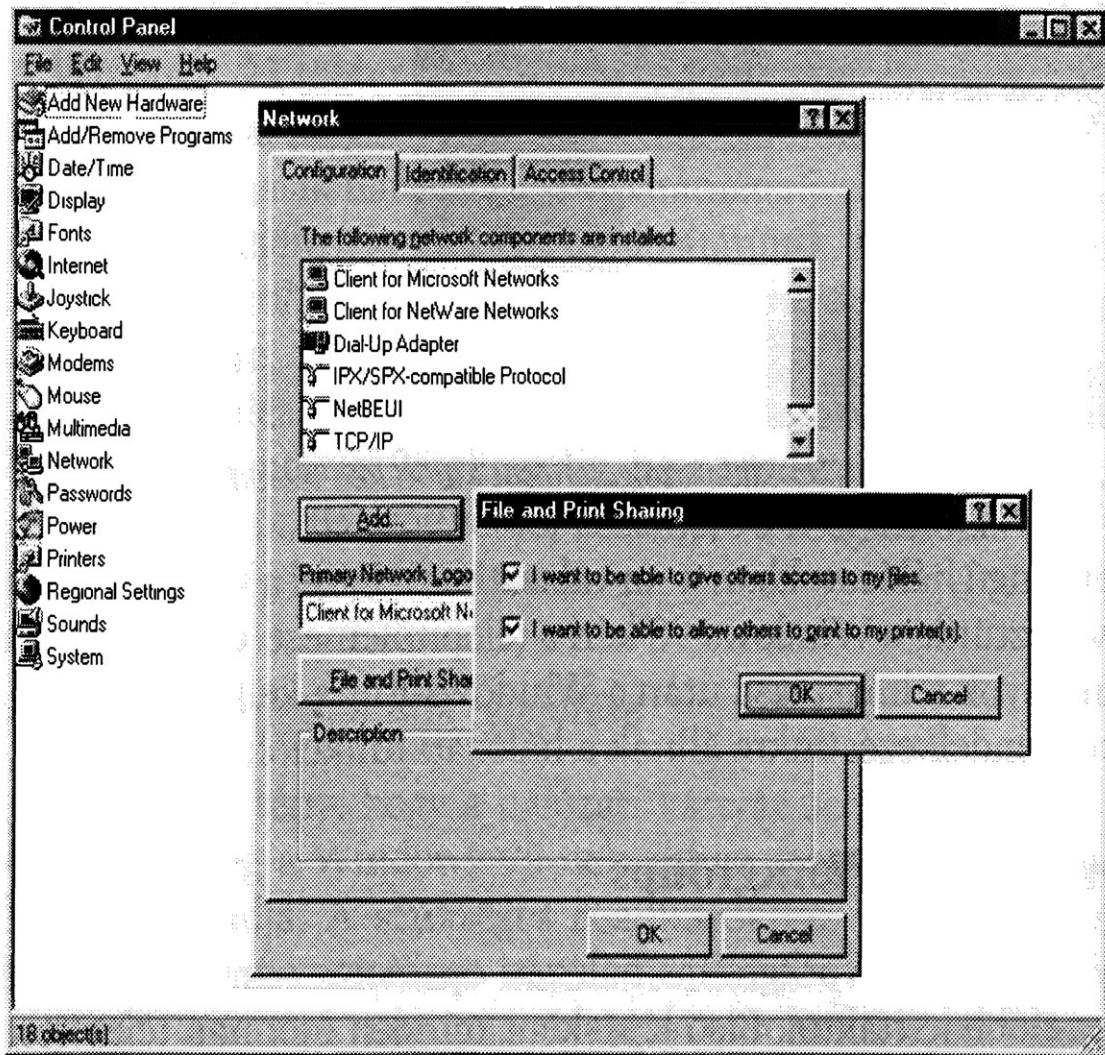 Control Panel
File Edit View Help
Add New Hardware
Add/Remove Programs
Date/Time
Display
Fonts
Internet
Joystick
Keyboard
Modems
Mouse
Multimedia
Network
Passwords
Power
Printers
Regional Settings
Sounds
System
Network
Configuration Identification Access Control
The following network components are installed:
Client for Microsoft Networks
Client for NetWare Networks
Dial-Up Adapter
IPX/SPX-compatible Protocol
NetBEUI
TCP/IP
Add...
Primary Network Logo
Client for Microsoft Ne
File and Print Shar
Description
OK Cancel
File and Print Sharing
I want to be able to give others access to my files.
I want to be able to allow others to print to my printer(s).
OK Cancel
18 object(s)